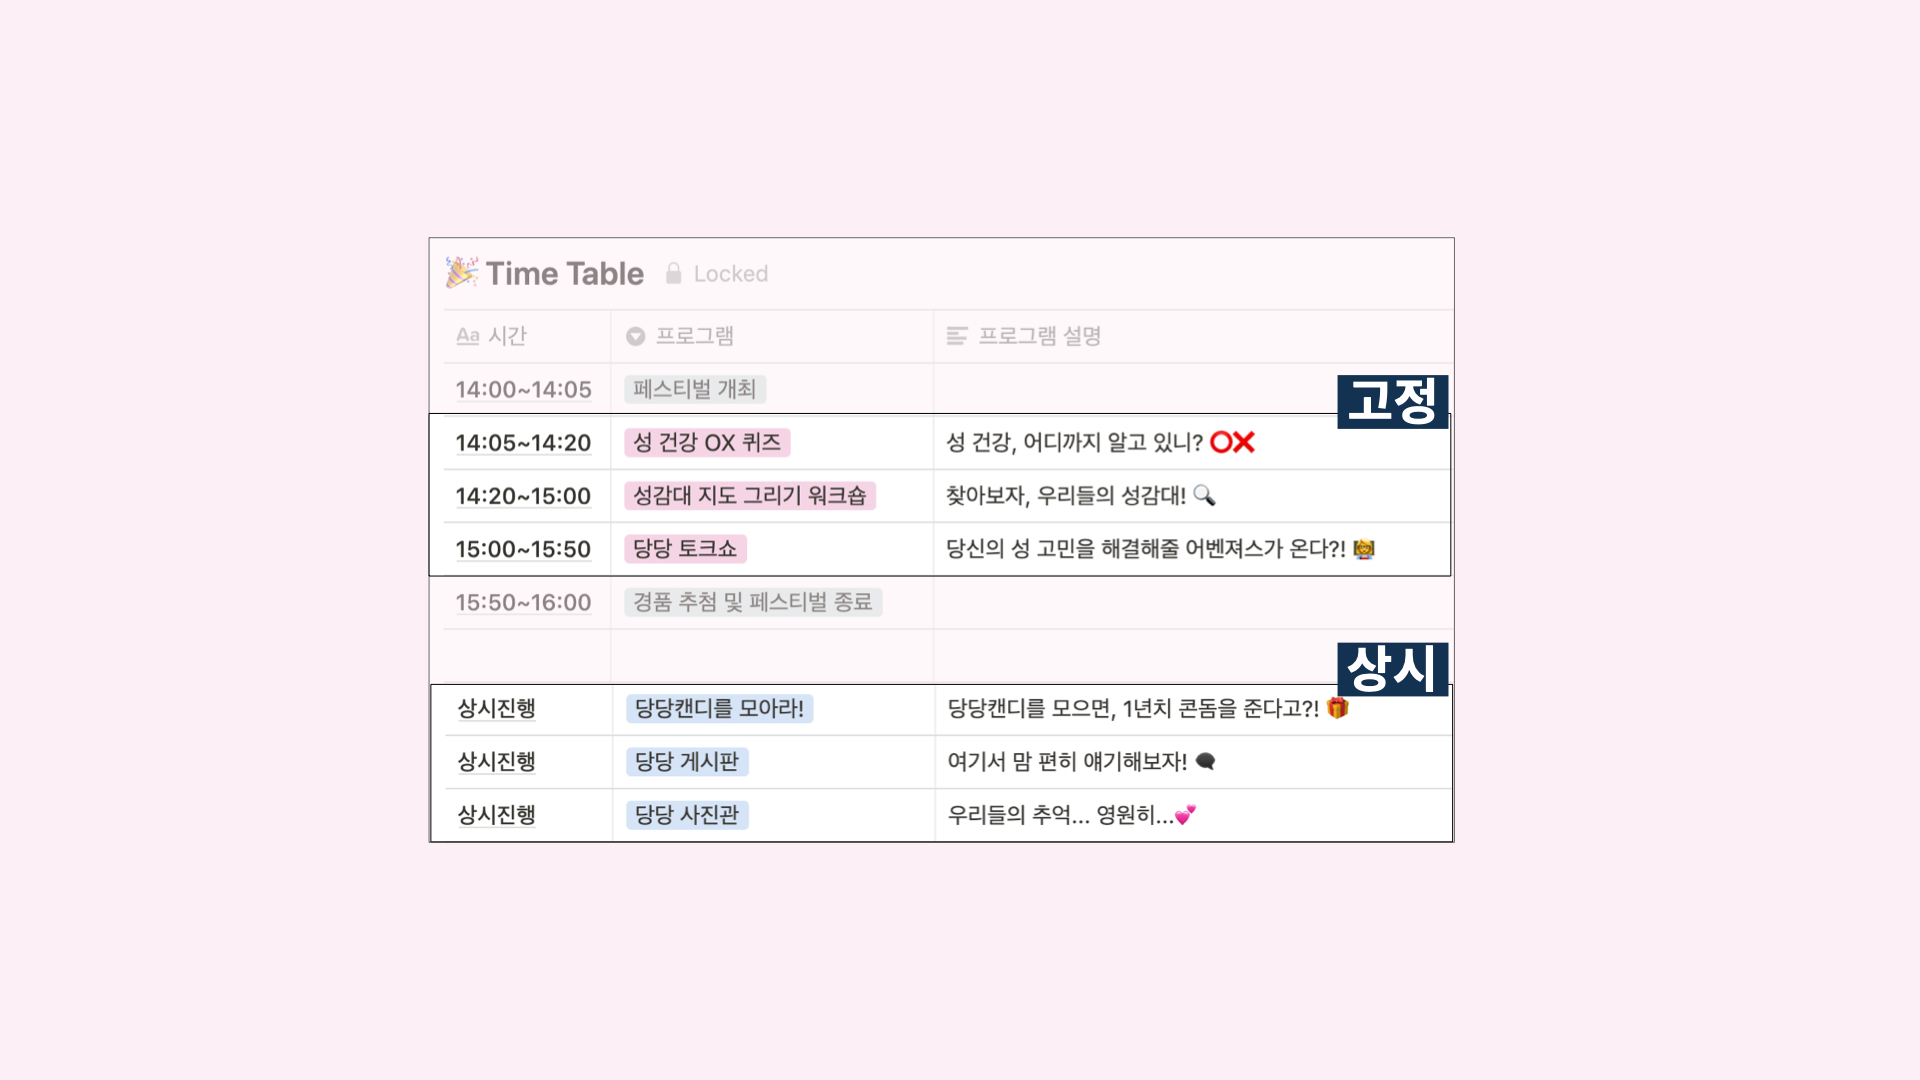 🎉 Time Table Locked
Aa 시간 프로그램 프로그램 설명
14:00~14:05 페스티벌 개최
고정
14:05~14:20 성 건강 OX 퀴즈 성 건강, 어디까지 알고 있니? ⭕❌
14:20~15:00 성감대 지도 그리기 워크숍 찾아보자, 우리들의 성감대! 🔍
15:00~15:50 당당 토크쇼 당신의 성 고민을 해결해줄 어벤져스가 온다?! 🙆
15:50~16:00 경품 추첨 및 페스티벌 종료
상시
상시진행 당당캔디를 모아라! 당당캔디를 모으면, 1년치 콘돔을 준다고?! 🎁
상시진행 당당 게시판 여기서 맘 편히 얘기해보자! 🗨
상시진행 당당 사진관 우리들의 추억... 영원히...💕